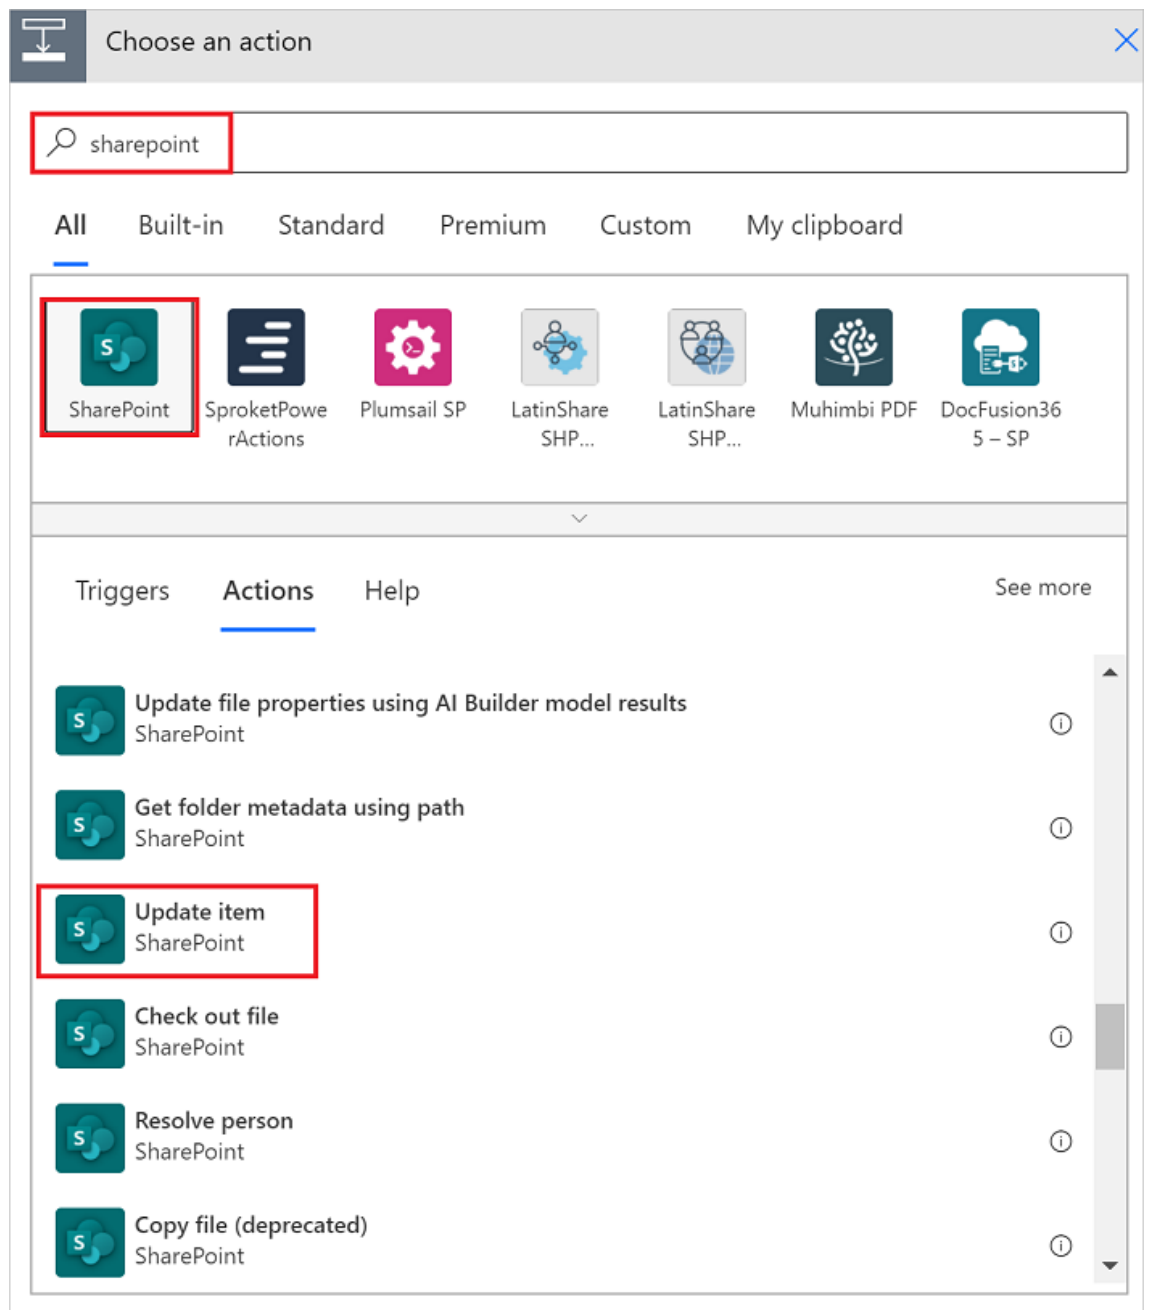 Choose an action
sharepoint
All Built-in Standard Premium Custom My clipboard
SharePoint SproketPowe Plumsail SP LatinShare LatinShare Muhimbi PDF DocFusion36
rActions SHP... SHP... 5 – SP
Triggers Actions Help See more
Update file properties using AI Builder model results
SharePoint
Get folder metadata using path
SharePoint
Update item
SharePoint
Check out file
SharePoint
Resolve person
SharePoint
Copy file (deprecated)
SharePoint